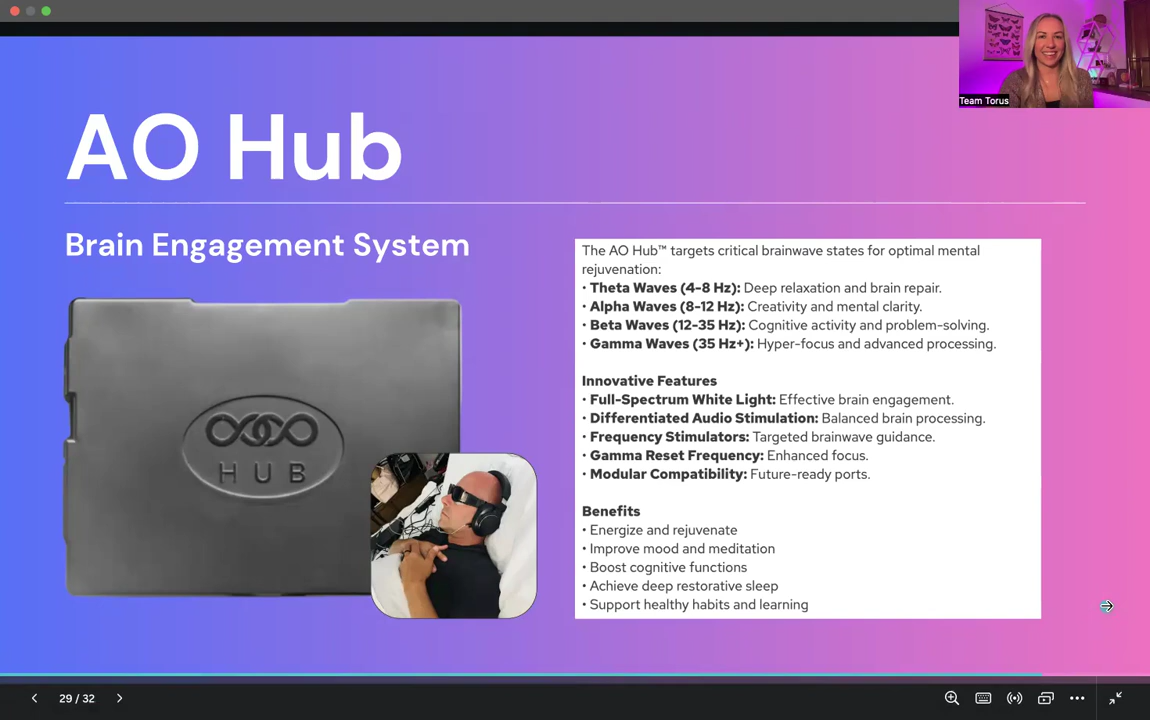 Team Torus
AO Hub
Brain Engagement System
HUB
The AO Hub™ targets critical brainwave states for optimal mental
rejuvenation:
• Theta Waves (4-8 Hz): Deep relaxation and brain repair.
• Alpha Waves (8-12 Hz): Creativity and mental clarity.
• Beta Waves (12-35 Hz): Cognitive activity and problem-solving.
• Gamma Waves (35 Hz+): Hyper-focus and advanced processing.
Innovative Features
• Full-Spectrum White Light: Effective brain engagement.
• Differentiated Audio Stimulation: Balanced brain processing.
• Frequency Stimulators: Targeted brainwave guidance.
• Gamma Reset Frequency: Enhanced focus.
• Modular Compatibility: Future-ready ports.
Benefits
• Energize and rejuvenate
• Improve mood and meditation
• Boost cognitive functions
• Achieve deep restorative sleep
• Support healthy habits and learning
29 / 32